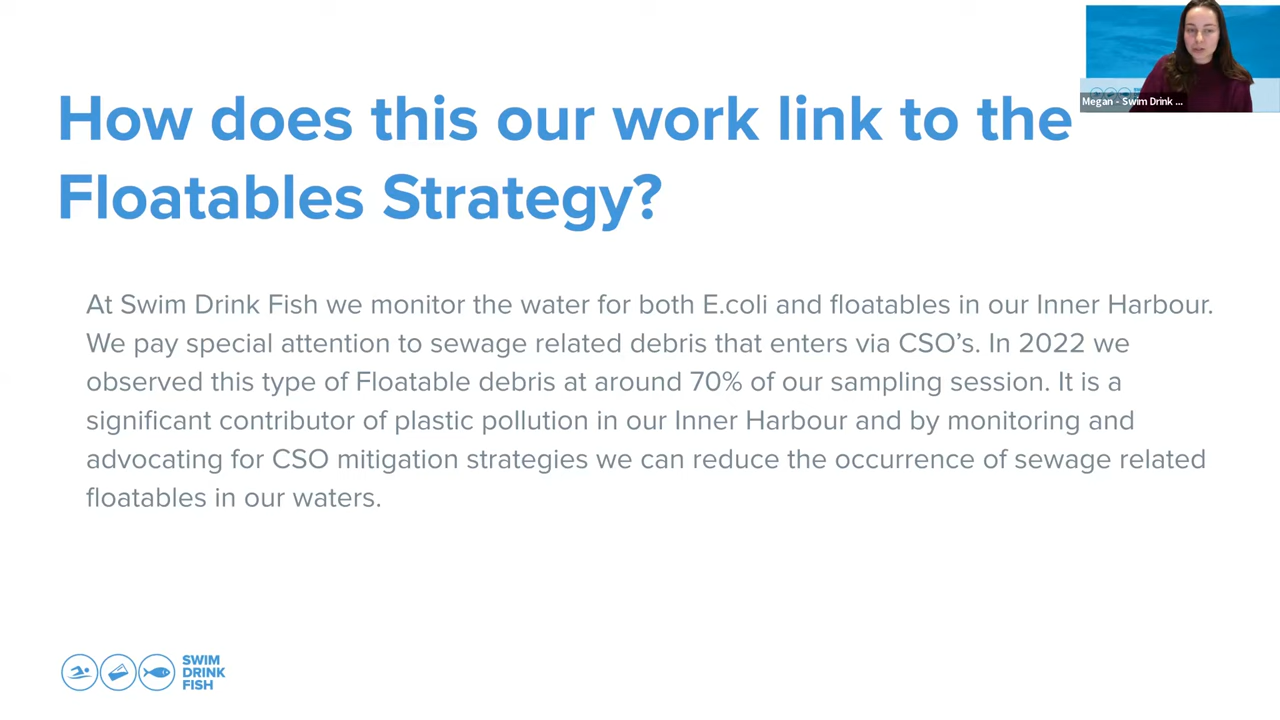 Megan - Swim Drink ...
How does this our work link to the
Floatables Strategy?
At Swim Drink Fish we monitor the water for both E.coli and floatables in our Inner Harbour.
We pay special attention to sewage related debris that enters via CSO’s. In 2022 we
observed this type of Floatable debris at around 70% of our sampling session. It is a
significant contributor of plastic pollution in our Inner Harbour and by monitoring and
advocating for CSO mitigation strategies we can reduce the occurrence of sewage related
floatables in our waters.
SWIM
DRINK
FISH